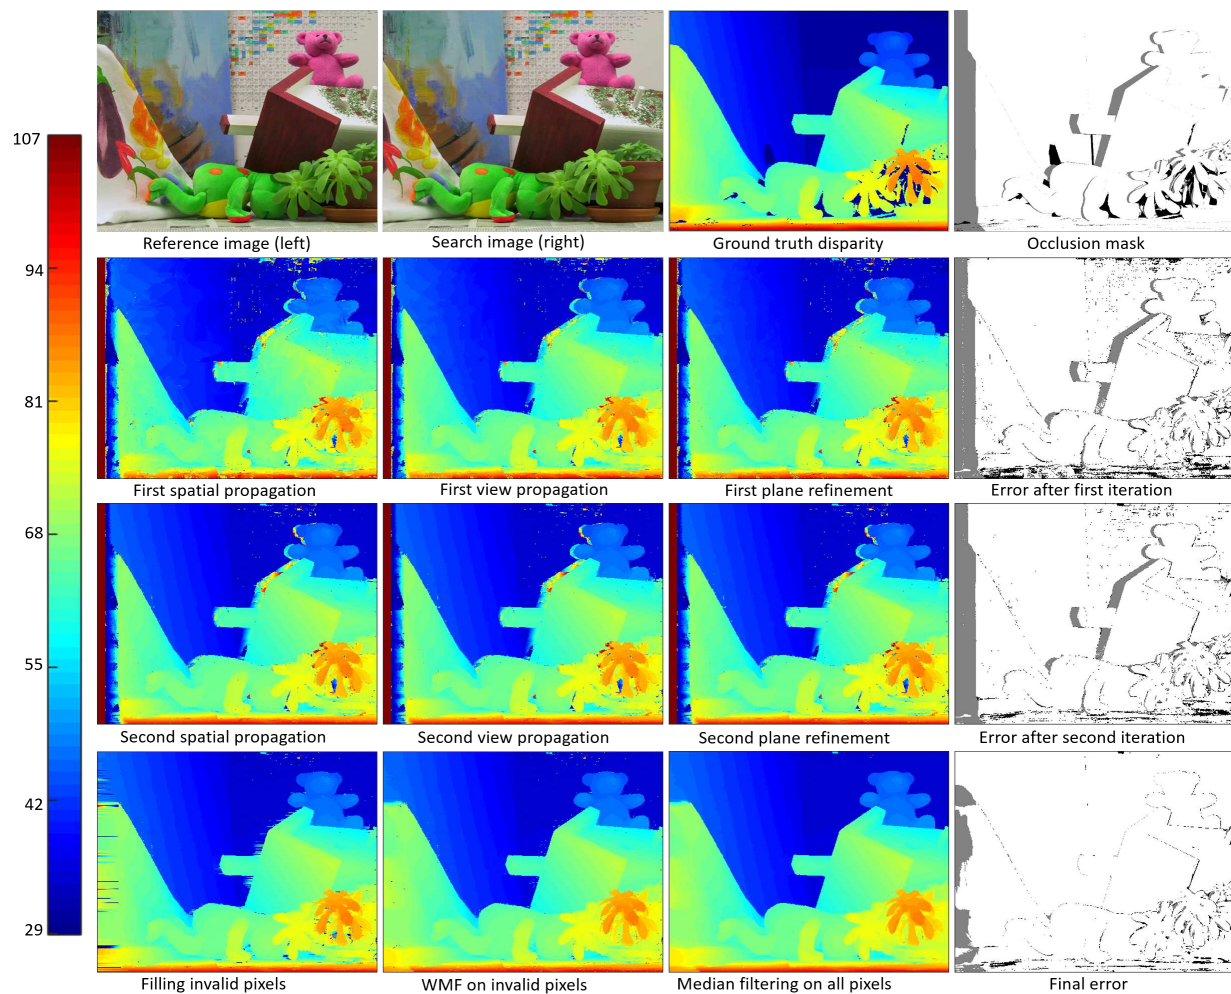 Reference image (left)
Search image (right)
Ground truth disparity
Occlusion mask
107
94
81
68
55
42
29
First spatial propagation
First view propagation
First plane refinement
Error after first iteration
Second spatial propagation
Second view propagation
Second plane refinement
Error after second iteration
Filling invalid pixels
WMF on invalid pixels
Median filtering on all pixels
Final error